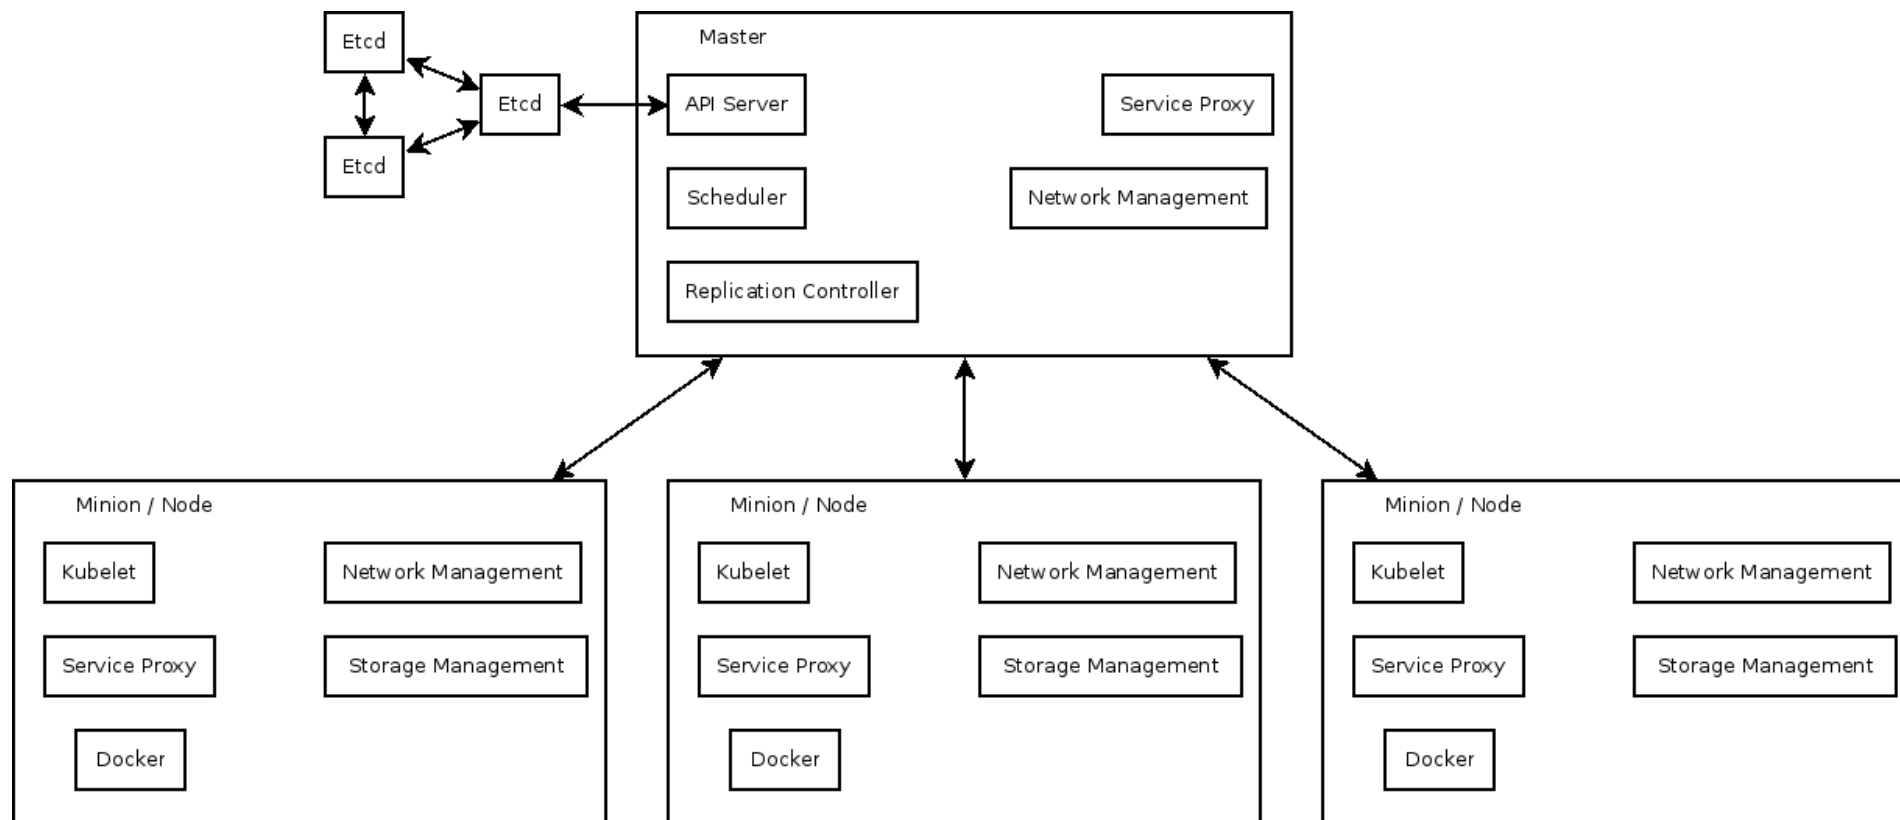 Etcd
Etcd
Etcd
Master
API Server
Service Proxy
Scheduler
Network Management
Replication Controller
Minion / Node
Kubelet
Network Management
Service Proxy
Storage Management
Docker
Minion / Node
Kubelet
Network Management
Service Proxy
Storage Management
Docker
Minion / Node
Kubelet
Network Management
Service Proxy
Storage Management
Docker